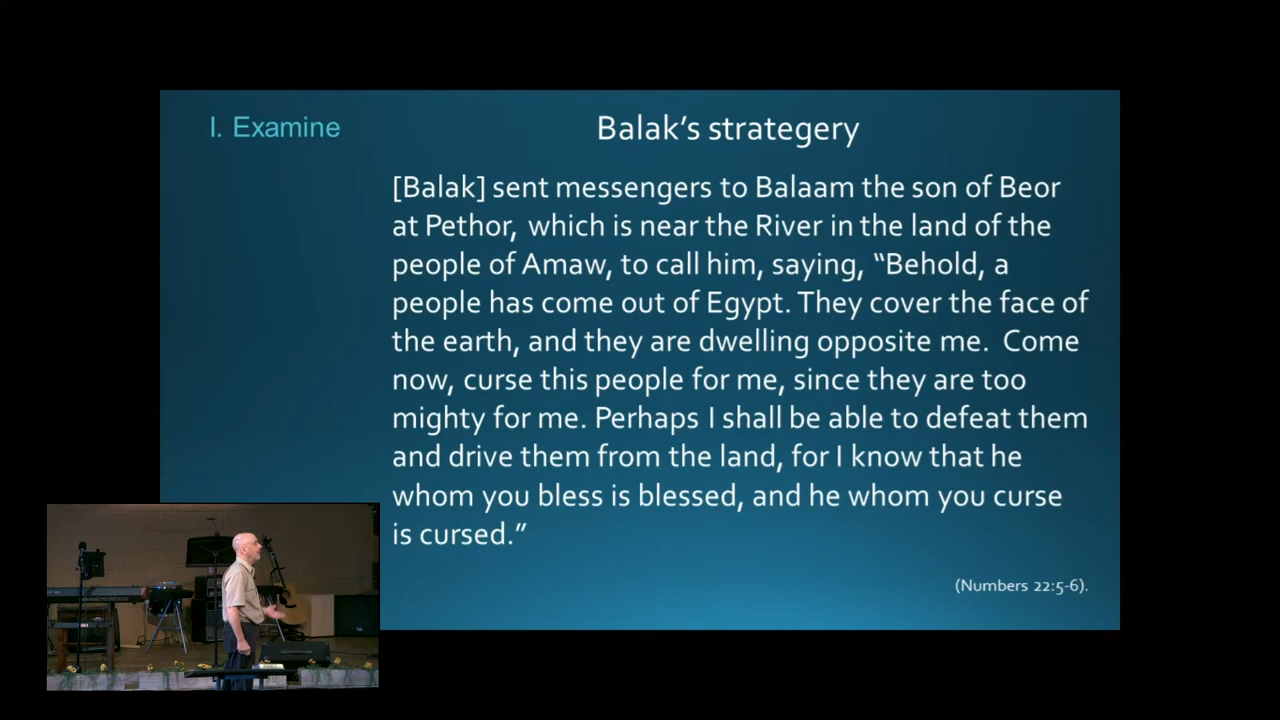 I. Examine
Balak's strategery
[Balak] sent messengers to Balaam the son of Beor
at Pethor, which is near the River in the land of the
people of Amaw, to call him, saying, “Behold, a
people has come out of Egypt. They cover the face of
the earth, and they are dwelling opposite me.  Come
now, curse this people for me, since they are too
mighty for me. Perhaps I shall be able to defeat them
and drive them from the land, for I know that he
whom you bless is blessed, and he whom you curse
is cursed.”
(Numbers 22:5-6).